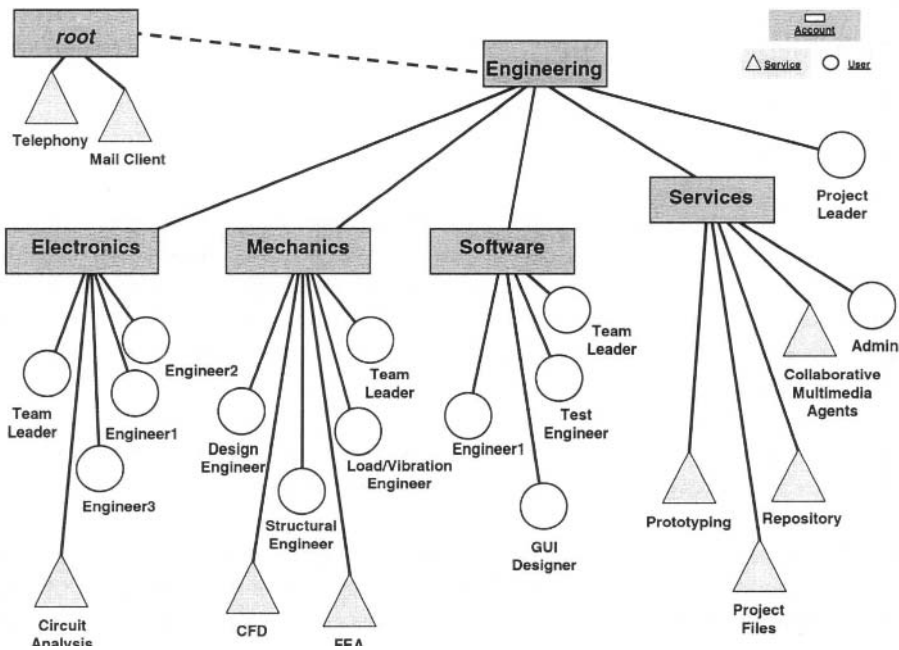 root
Account
Service
User
Engineering
Telephony
Mail Client
Project
Leader
Services
Electronics
Mechanics
Software
Team
Leader
Engineer2
Engineer1
Engineer3
Circuit
Analysis
Team
Leader
Design
Engineer
Load/Vibration
Engineer
Structural
Engineer
CFD
FEA
Team
Leader
Test
Engineer
Engineer1
GUI
Designer
Admin
Collaborative
Multimedia
Agents
Prototyping
Repository
Project
Files